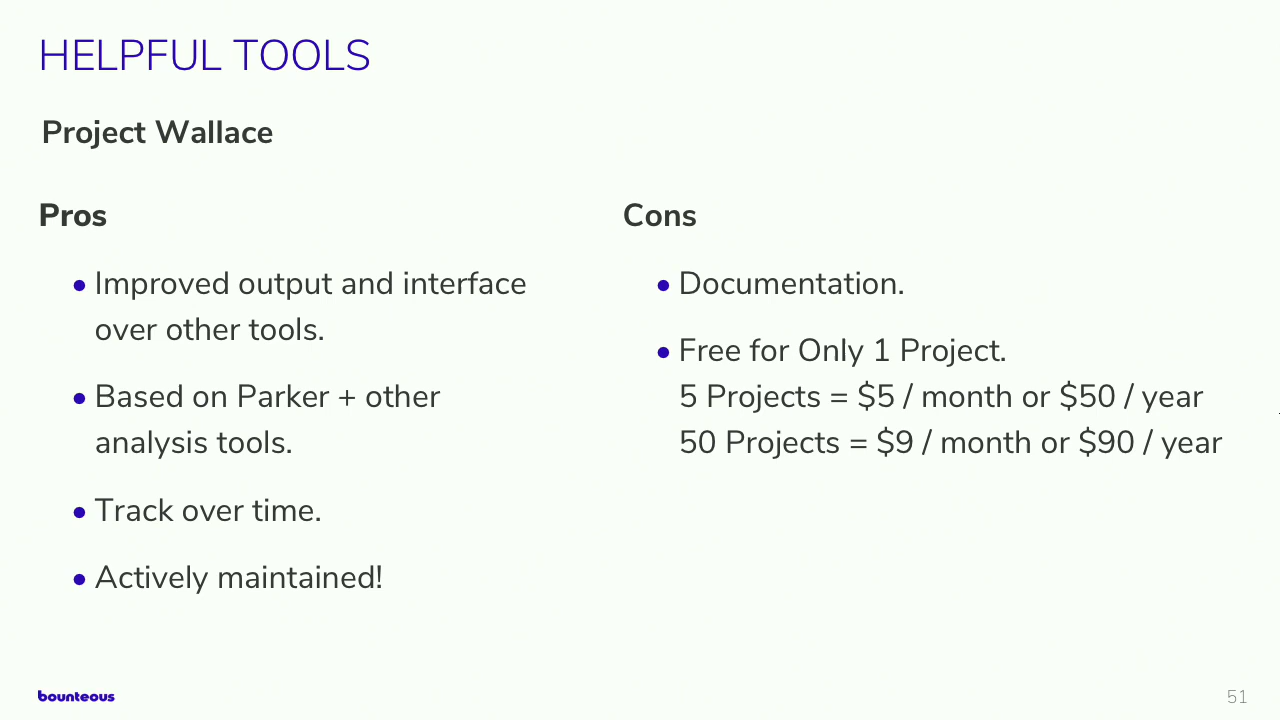 HELPFUL TOOLS
Project Wallace
Pros
• Improved output and interface
over other tools.
• Based on Parker + other
analysis tools.
• Track over time.
• Actively maintained!
Cons
• Documentation.
• Free for Only 1 Project.
5 Projects = $5 / month or $50 / year
50 Projects = $9 / month or $90 / year
bounteous
51